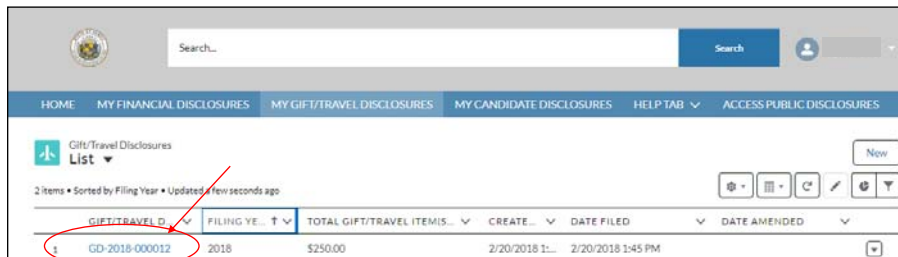 Search... Search
HOME MY FINANCIAL DISCLOSURES MY GIFT/TRAVEL DISCLOSURES MY CANDIDATE DISCLOSURES HELP TAB ACCESS PUBLIC DISCLOSURES
Gift/Travel Disclosures
List
New
2 items • Sorted by Filing Year • Updated a few seconds ago
GIFT/TRAVEL D... FILING YE... TOTAL GIFT/TRAVEL ITEM(S... CREATE... DATE FILED DATE AMENDED
1 GD-2018-000012 2018 $250.00 2/20/2018 1:... 2/20/2018 1:45 PM